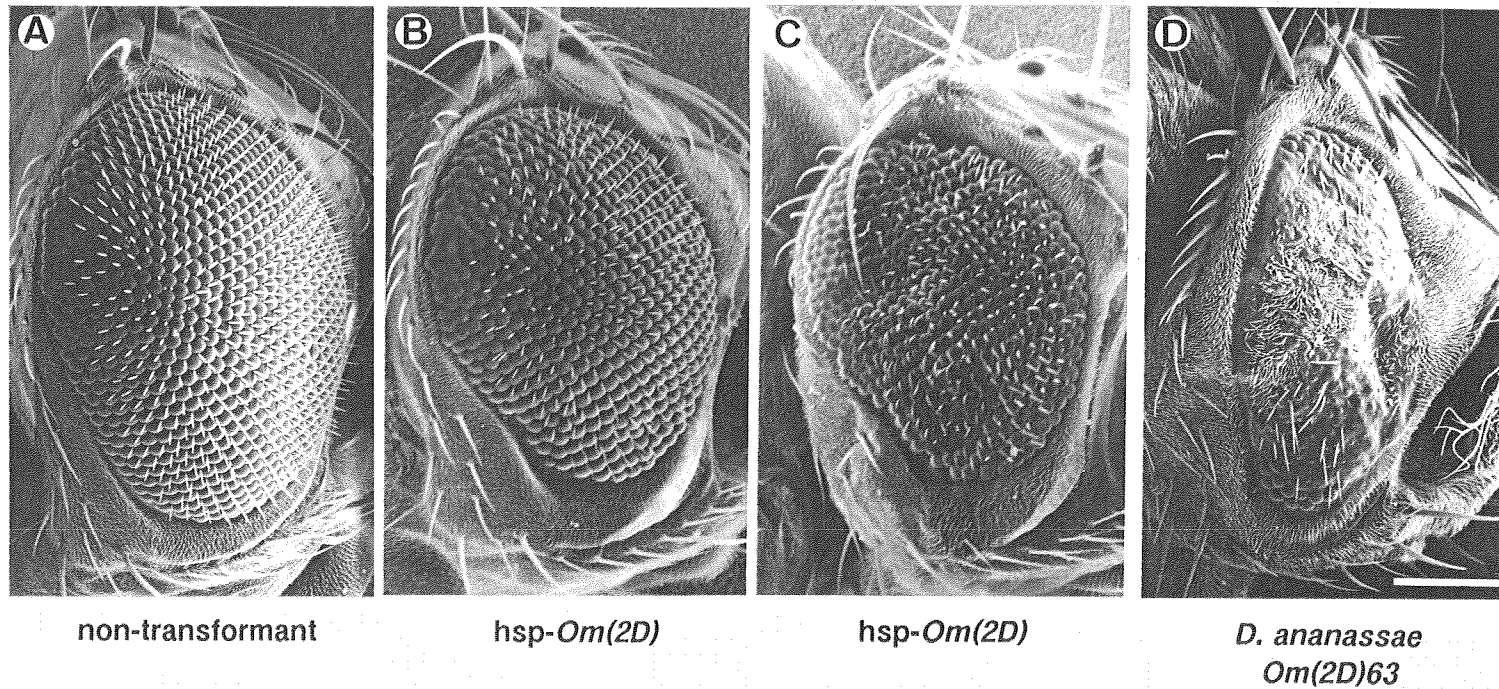 A
B
C
D
non-transformant
hsp-Om(2D)
hsp-Om(2D)
D. ananassae
Om(2D)63